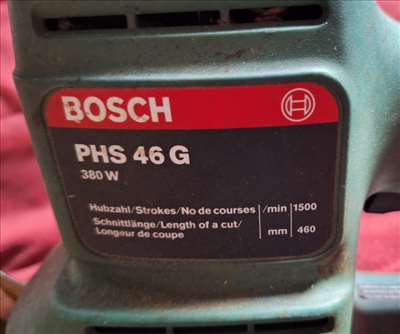 BOSCH
PHS 46 G
380 W
Hubzahl/Strokes/No de courses /min 1500
Schnittlänge/Length of a cut/
Longeur de coupe mm 460